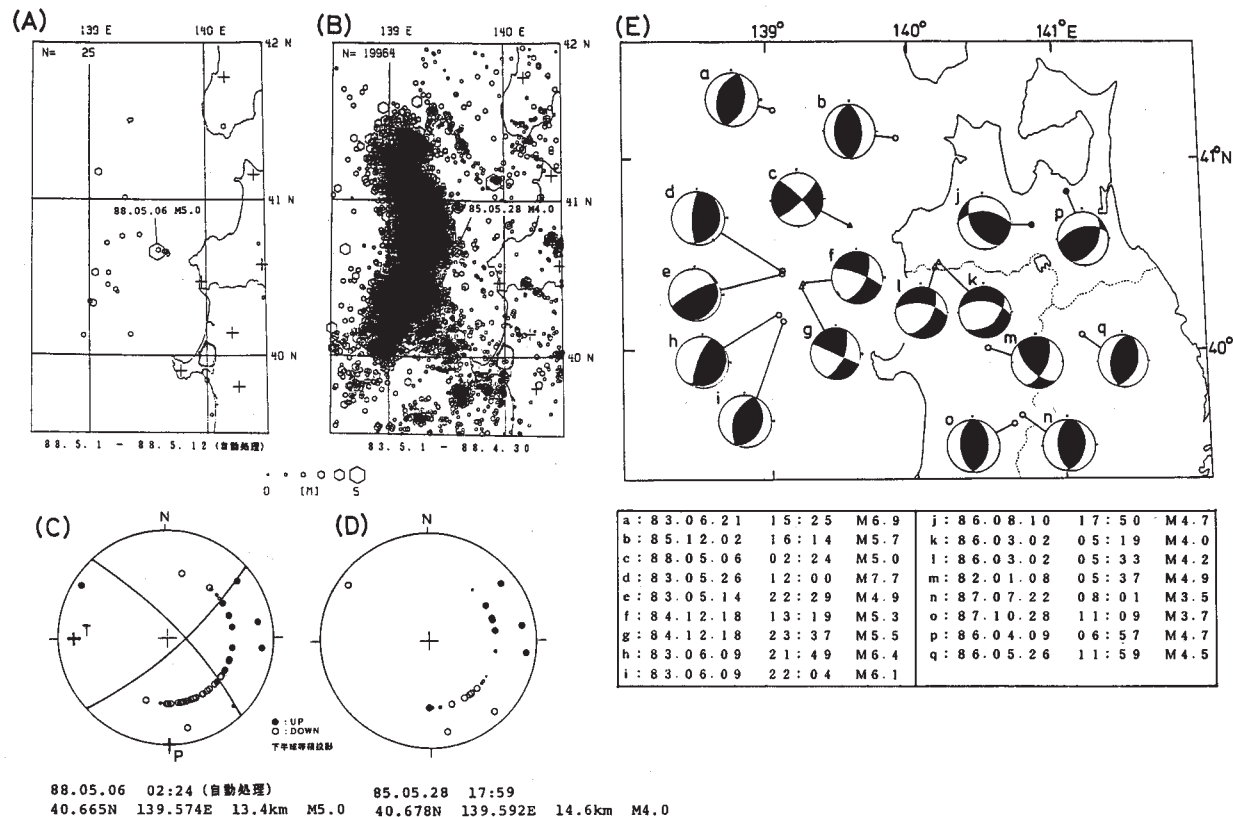 (A)
139 E
140 E
42 N
N= 25
41 N
88.05.06 M5.0
40 N
88.5.1 - 88.5.12 (自動処理)
(B)
139 E
140 E
42 N
N= 19964
41 N
85.05.28 M4.0
40 N
83.5.1 - 88.4.30
0 [M] 5
(C)
N
T
P
● : UP
○ : DOWN
下半球等積投影
88.05.06 02:24 (自動処理)
40.665N 139.574E 13.4km M5.0
(D)
N
85.05.28 17:59
40.678N 139.592E 14.6km M4.0
(E)
139°
140°
141°E
41°N
40°
a
b
c
d
e
f
g
h
i
j
k
l
m
n
o
p
q
a : 83.06.21 15:25 M6.9
b : 85.12.02 16:14 M5.7
c : 88.05.06 02:24 M5.0
d : 83.05.26 12:00 M7.7
e : 83.05.14 22:29 M4.9
f : 84.12.18 13:19 M5.3
g : 84.12.18 23:37 M5.5
h : 83.06.09 21:49 M6.4
i : 83.06.09 22:04 M6.1
j : 86.08.10 17:50 M4.7
k : 86.03.02 05:19 M4.0
l : 86.03.02 05:33 M4.2
m : 82.01.08 05:37 M4.9
n : 87.07.22 08:01 M3.5
o : 87.10.28 11:09 M3.7
p : 86.04.09 06:57 M4.7
q : 86.05.26 11:59 M4.5